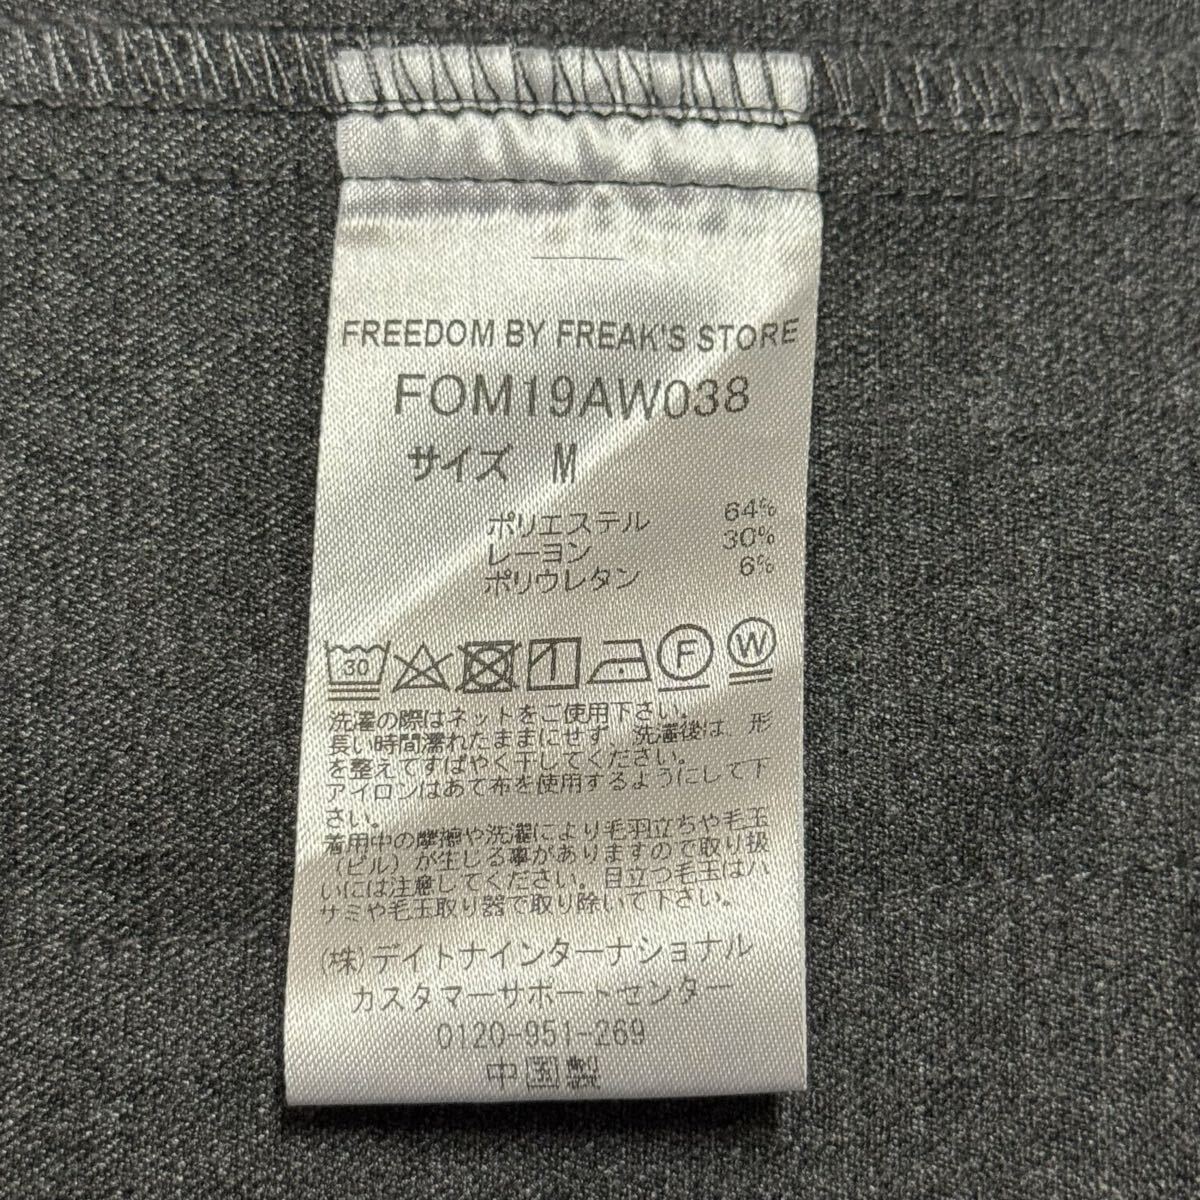 FREEDOM BY FREAK'S STORE
FOM19AW038
サイズ M
ポリエステル 64%
レーヨン 30%
ポリウレタン 6%
30 F W
洗濯の際はネットをご使用下さい。
長い時間濡れたままにせず、洗濯後は、形
を整えてすばやく干してください。
アイロンはあて布を使用するようにして下
さい。
着用中の摩擦や洗濯により毛羽立ちや毛玉
(ピル)が生じる事がありますので取り扱
いには注意してください。目立つ毛玉はハ
サミや毛玉取り器で取り除いて下さい。
(株)デイトナインターナショナル
カスタマーサポートセンター
0120-951-269
中国製